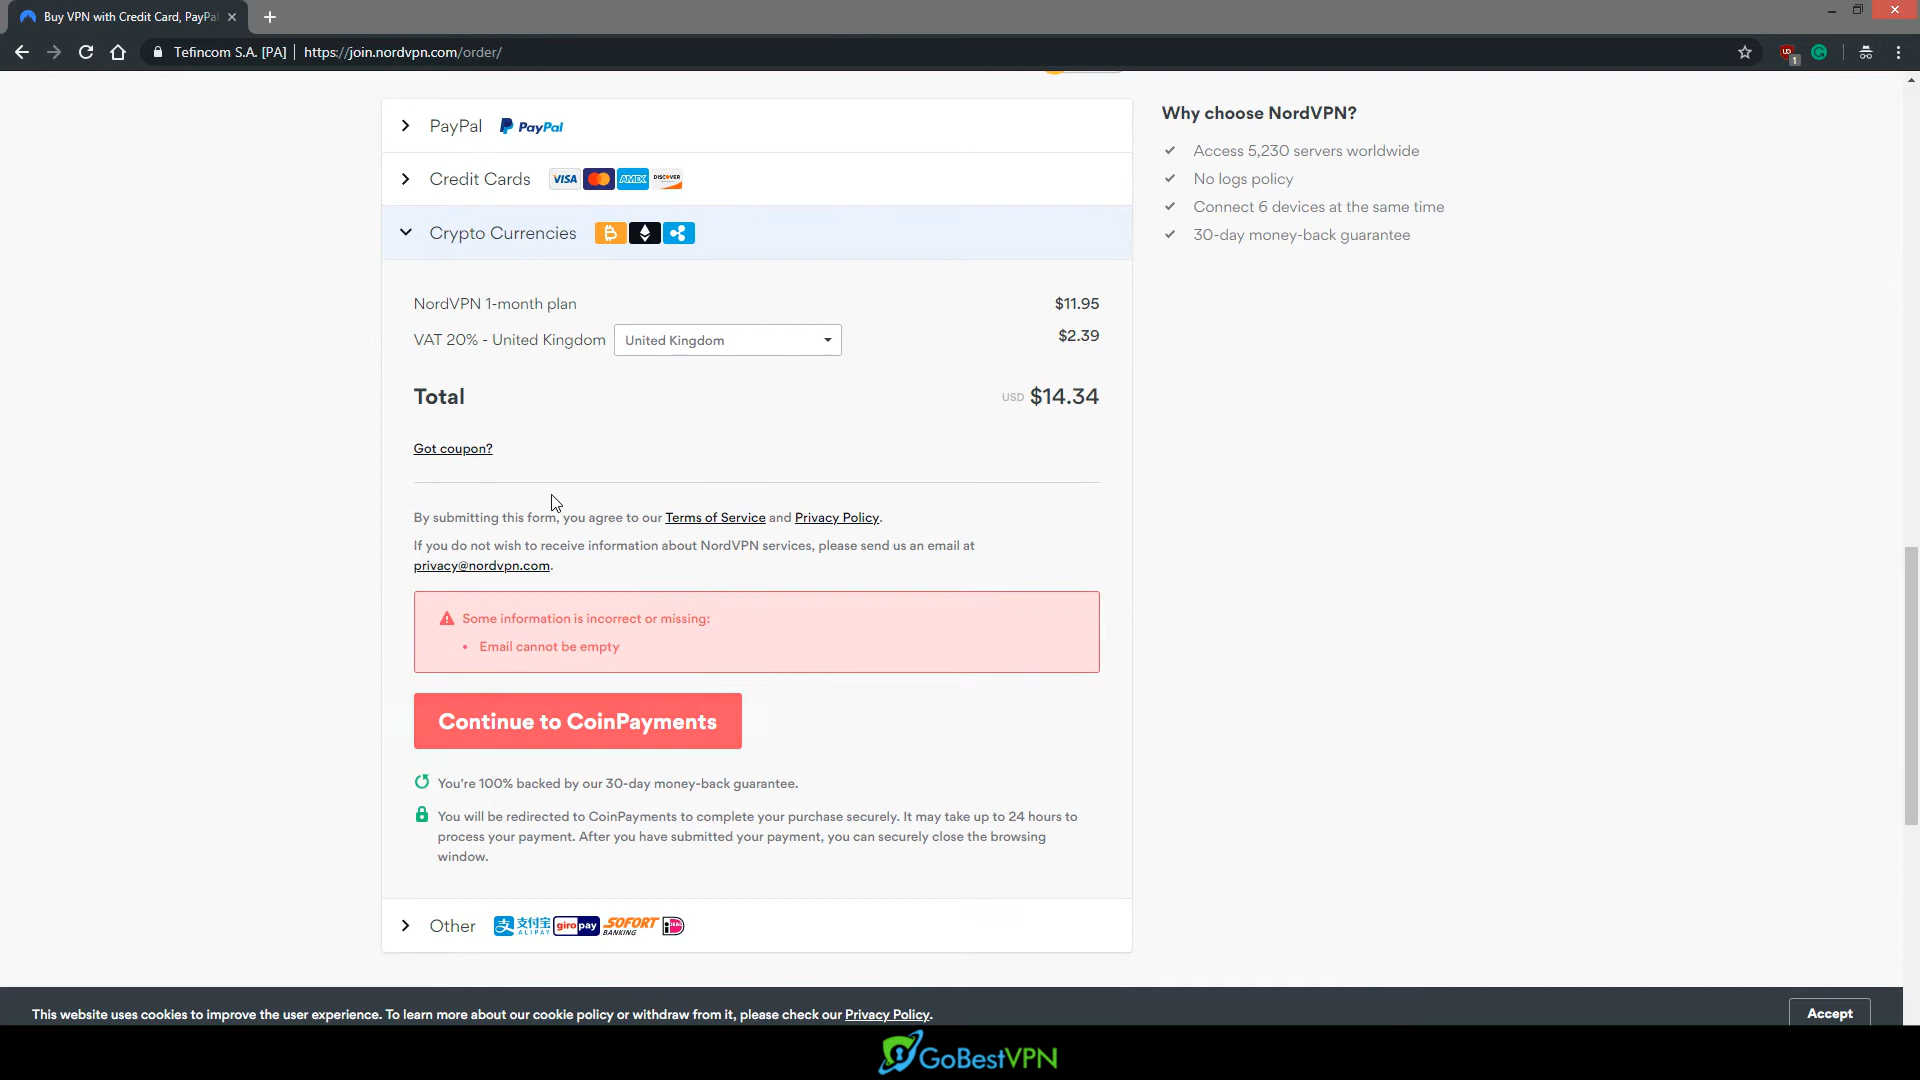 Buy VPN with Credit Card, PayPa
Tefincom S.A. [PA] https://join.nordvpn.com/order/
1
PayPal PayPal
Credit Cards VISA AMEX DISCOVER
Crypto Currencies
NordVPN 1-month plan $11.95
VAT 20% - United Kingdom United Kingdom $2.39
Total USD $14.34
Got coupon?
By submitting this form, you agree to our Terms of Service and Privacy Policy.
If you do not wish to receive information about NordVPN services, please send us an email at
privacy@nordvpn.com.
Some information is incorrect or missing:
• Email cannot be empty
Continue to CoinPayments
You're 100% backed by our 30-day money-back guarantee.
You will be redirected to CoinPayments to complete your purchase securely. It may take up to 24 hours to
process your payment. After you have submitted your payment, you can securely close the browsing
window.
Other 支 支付宝 ALIPAY giropay SOFORT BANKING iDEAL
Why choose NordVPN?
Access 5,230 servers worldwide
No logs policy
Connect 6 devices at the same time
30-day money-back guarantee
This website uses cookies to improve the user experience. To learn more about our cookie policy or withdraw from it, please check our Privacy Policy.
Accept
GoBestVPN